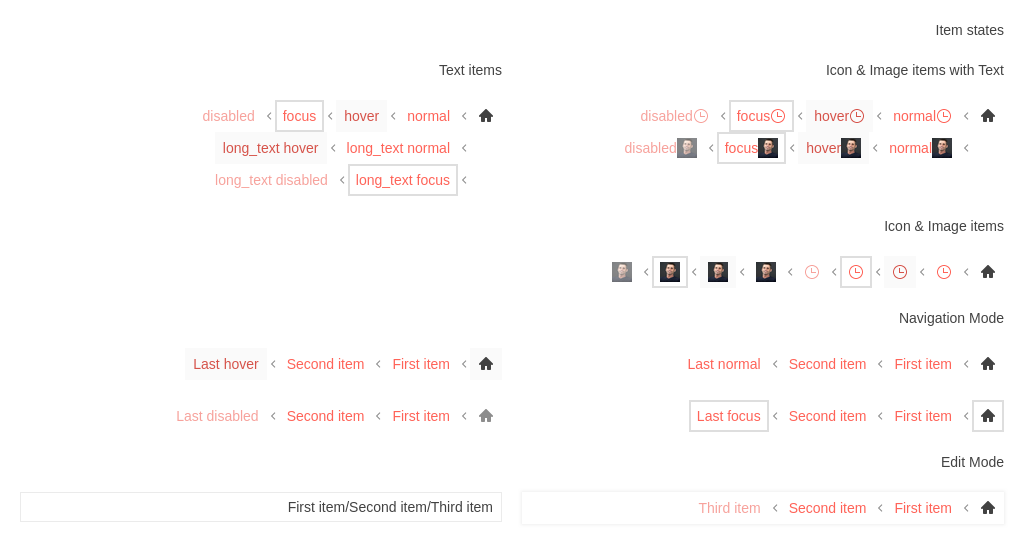 Item states
Icon & Image items with Text
normal hover focus disabled
normal hover focus disabled
Text items
normal hover focus disabled
long_text normal long_text hover
long_text focus long_text disabled
Icon & Image items
Navigation Mode
First item Second item Last normal
First item Second item Last hover
First item Second item Last focus
First item Second item Last disabled
Edit Mode
First item Second item Third item
First item/Second item/Third item